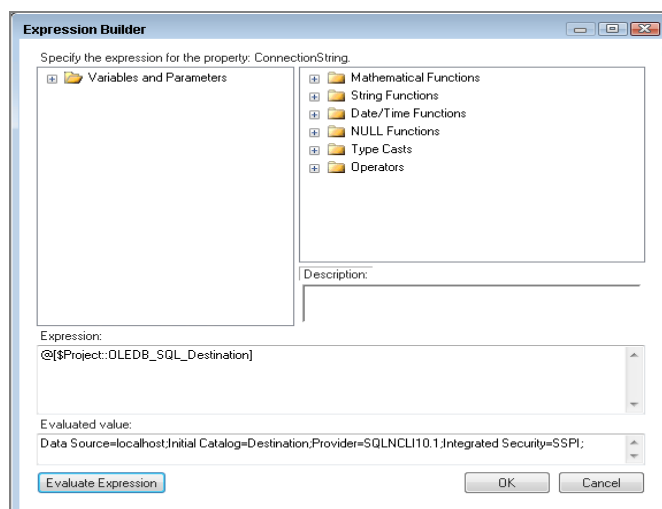 Expression Builder
Specify the expression for the property: ConnectionString.
Variables and Parameters
Mathematical Functions
String Functions
Date/Time Functions
NULL Functions
Type Casts
Operators
Description:
Expression:
@[$Project::OLEDB_SQL_Destination]
Evaluated value:
Data Source=localhost;Initial Catalog=Destination;Provider=SQLNCLI10.1;Integrated Security=SSPI;
Evaluate Expression
OK
Cancel